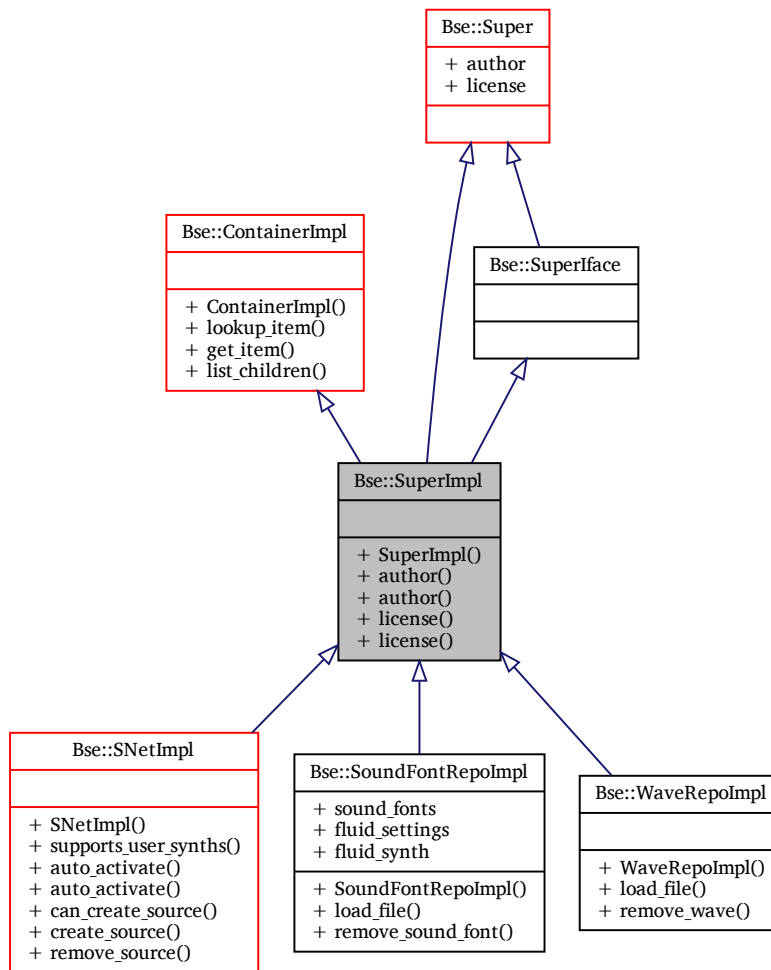 Bse::Super
+ author
+ license
Bse::ContainerImpl
+ ContainerImpl()
+ lookup_item()
+ get_item()
+ list_children()
Bse::SuperIface
Bse::SuperImpl
+ SuperImpl()
+ author()
+ author()
+ license()
+ license()
Bse::SNetImpl
+ SNetImpl()
+ supports_user_synths()
+ auto_activate()
+ auto_activate()
+ can_create_source()
+ create_source()
+ remove_source()
Bse::SoundFontRepoImpl
+ sound_fonts
+ fluid_settings
+ fluid_synth
+ SoundFontRepoImpl()
+ load_file()
+ remove_sound_font()
Bse::WaveRepoImpl
+ WaveRepoImpl()
+ load_file()
+ remove_wave()